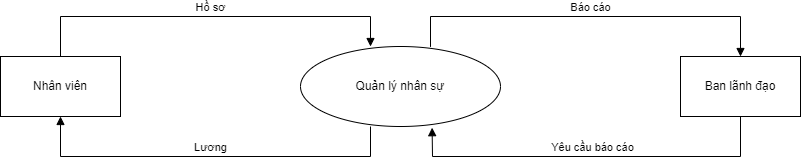 Hồ sơ
Báo cáo
Nhân viên
Quản lý nhân sự
Ban lãnh đạo
Lương
Yêu cầu báo cáo